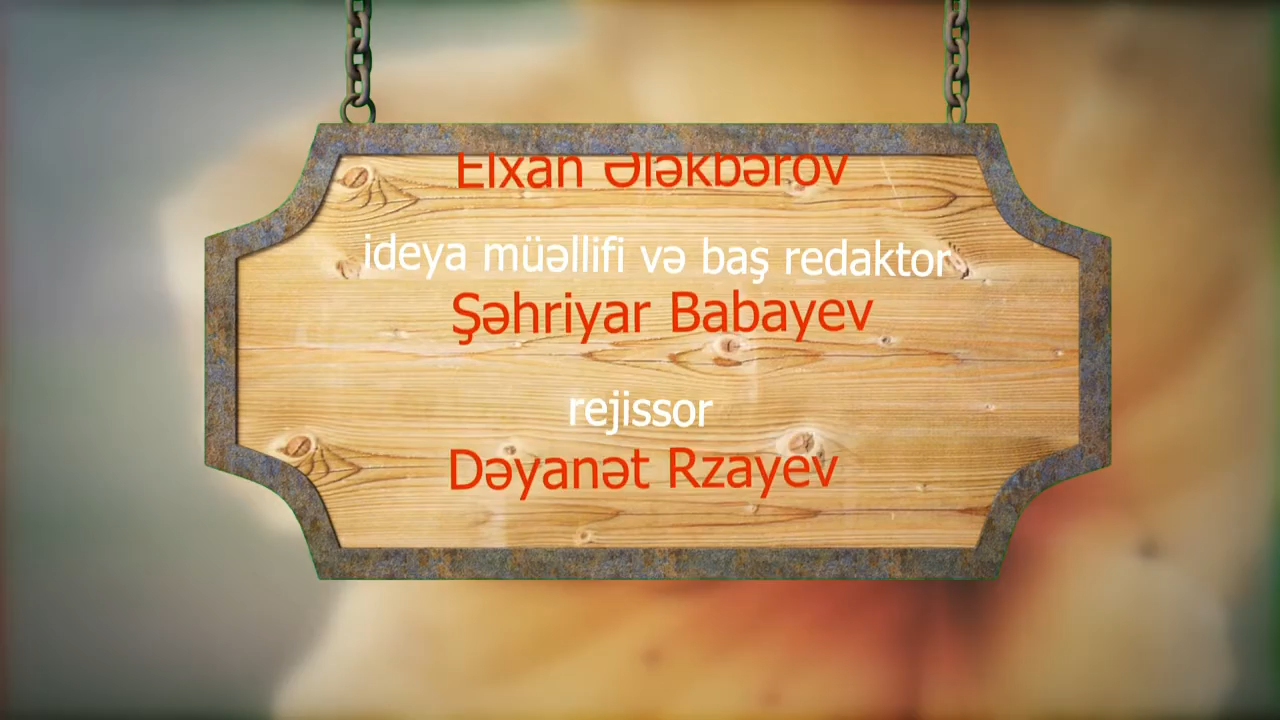 Elxan Ələkbərov
ideya müəllifi və baş redaktor
Şəhriyar Babayev
rejissor
Dəyanət Rzayev